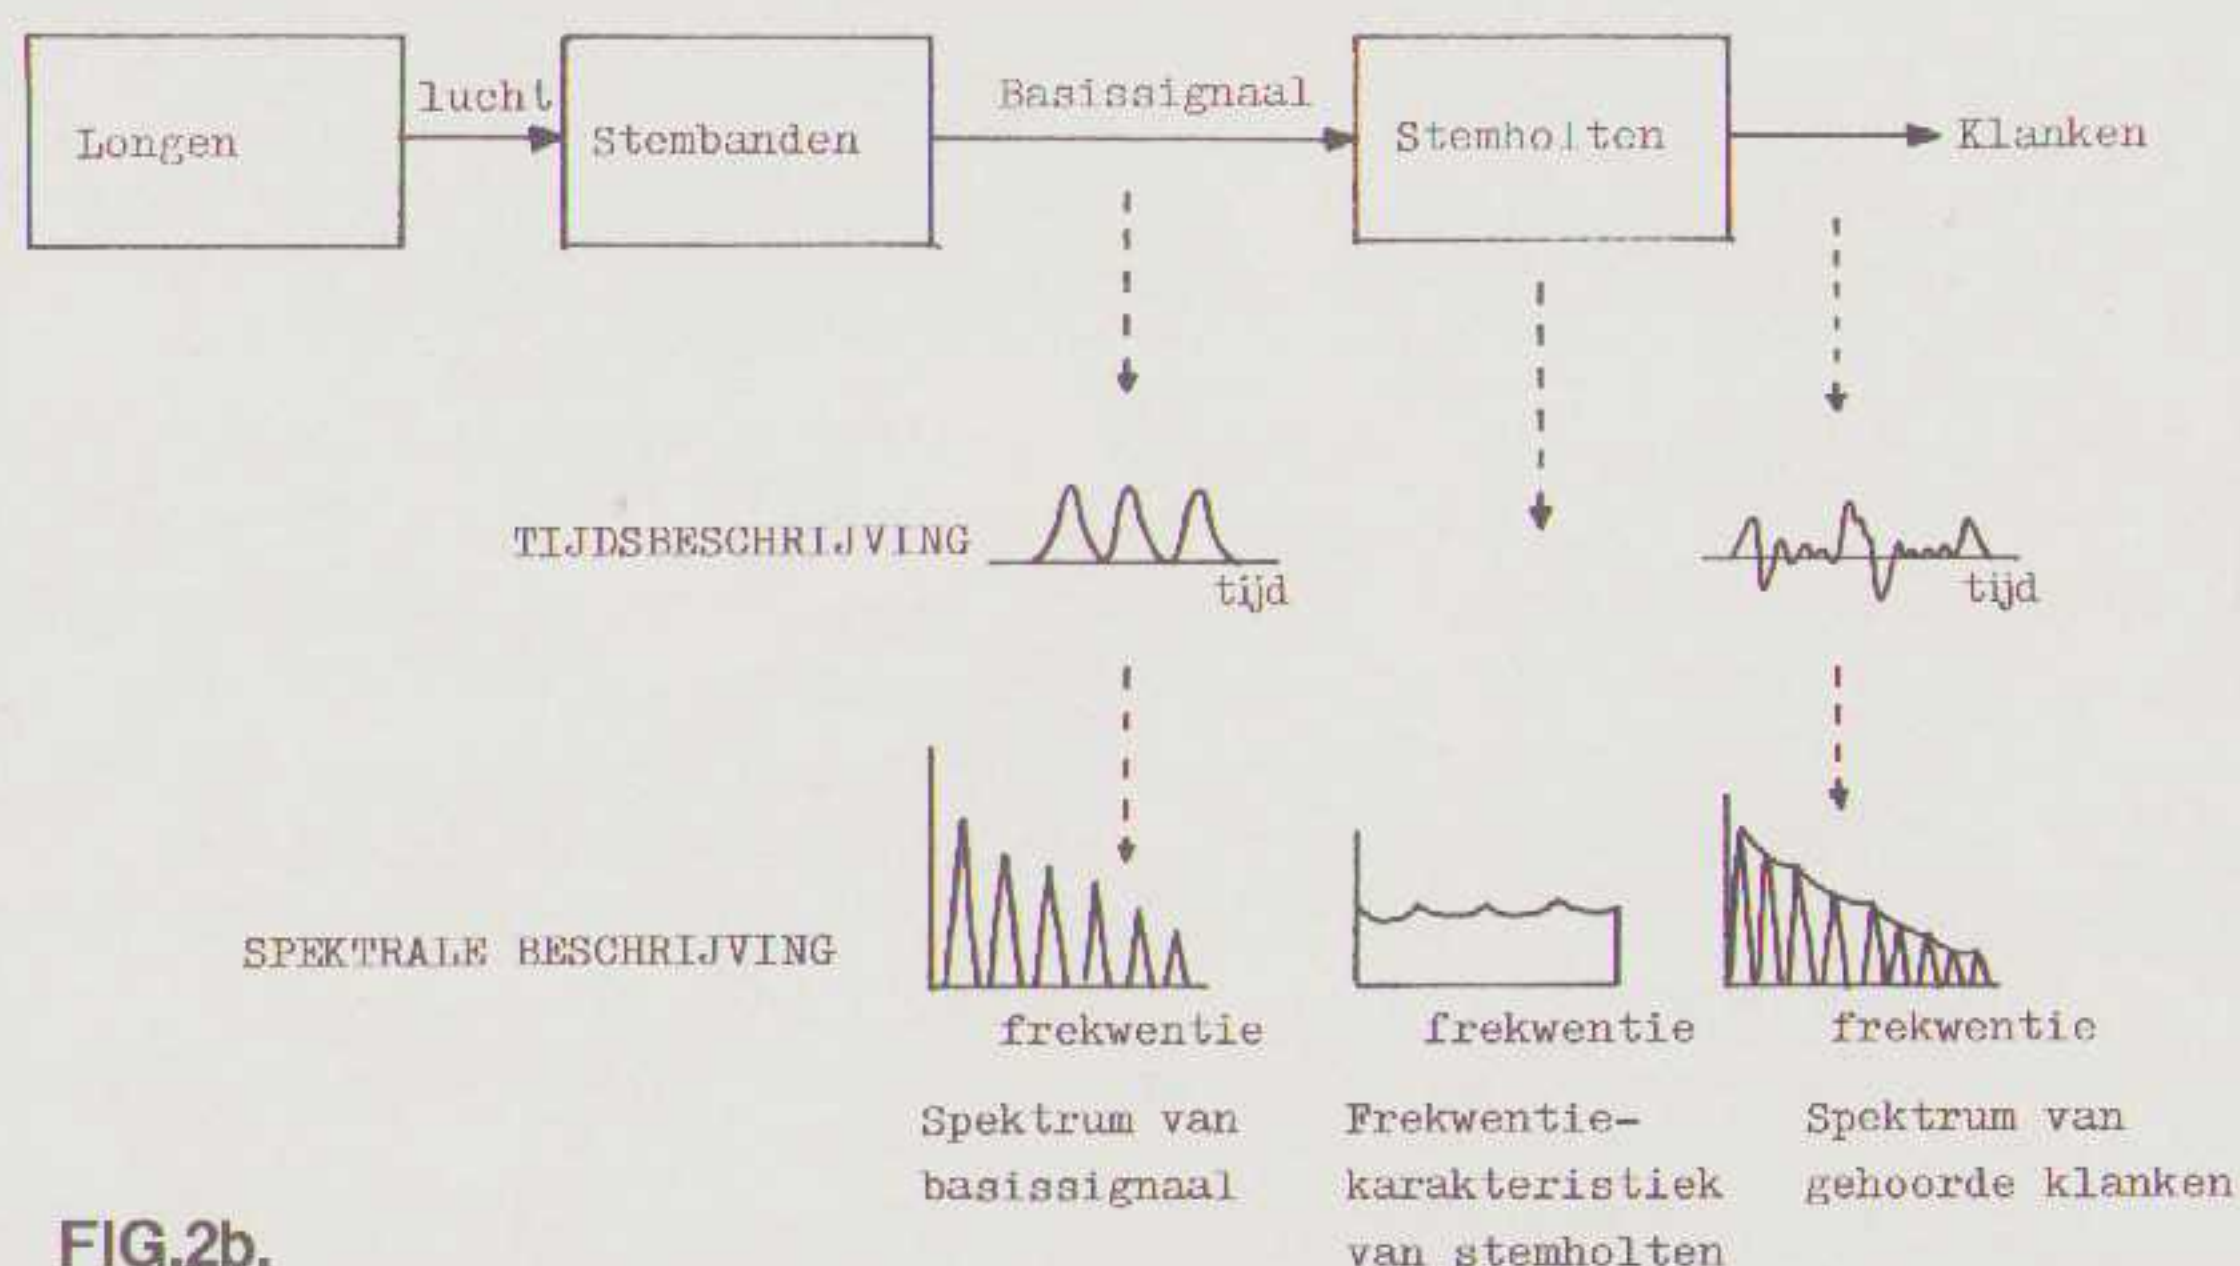 Longen
lucht
Stembanden
Basissignaal
Stemholten
Klanken
TIJDSBESCHRIJVING
tijd
tijd
SPEKTRALE BESCHRIJVING
frekwentie
frekwentie
frekwentie
Spektrum van
basissignaal
Frekwentie-
karakteristiek
van stemholten
Spektrum van
gehoorde klanken
FIG.2b.